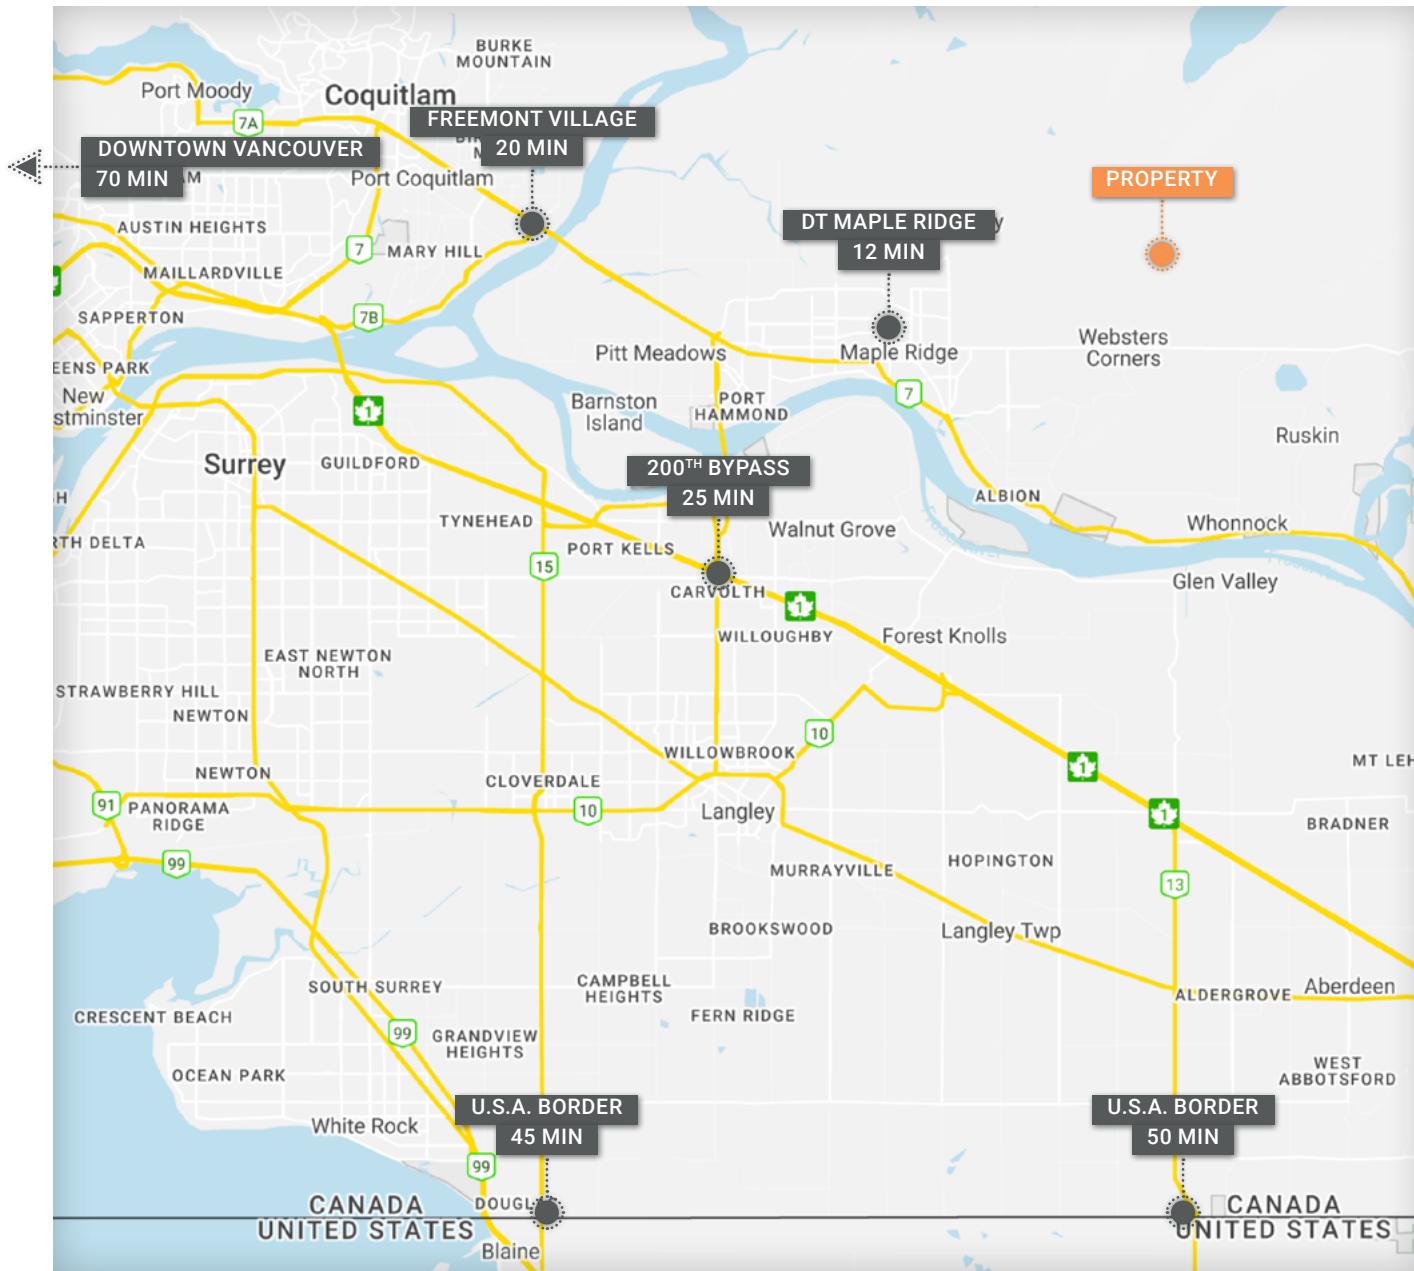 BURKE
MOUNTAIN
Port Moody
Coquitlam
7A
FREEMONT VILLAGE
20 MIN
DOWNTOWN VANCOUVER
70 MIN
Port Coquitlam
PROPERTY
AUSTIN HEIGHTS
7
MARY HILL
DT MAPLE RIDGE
12 MIN
MAILLARDVILLE
SAPPERTON
7B
Pitt Meadows
Maple Ridge
Websters
Corners
EENS PARK
New
stminster
1
Barnston
Island
PORT
HAMMOND
7
Ruskin
Surrey
GUILDFORD
200TH BYPASS
25 MIN
ALBION
TYNEHEAD
Walnut Grove
Whonnock
RTH DELTA
PORT KELLS
15
CARVOLTH
Glen Valley
1
WILLOUGHBY
Forest Knolls
EAST NEWTON
NORTH
STRAWBERRY HILL
NEWTON
10
WILLOWBROOK
1
MT LEH
NEWTON
CLOVERDALE
91
PANORAMA
RIDGE
10
Langley
1
BRADNER
99
MURRAYVILLE
HOPINGTON
13
BROOKSWOOD
Langley Twp
SOUTH SURREY
CAMPBELL
HEIGHTS
ALDERGROVE
Aberdeen
CRESCENT BEACH
FERN RIDGE
99
GRANDVIEW
HEIGHTS
OCEAN PARK
WEST
ABBOTSFORD
White Rock
U.S.A. BORDER
45 MIN
U.S.A. BORDER
50 MIN
99
DOUGL
CANADA
UNITED STATES
CANADA
UNITED STATES
Blaine